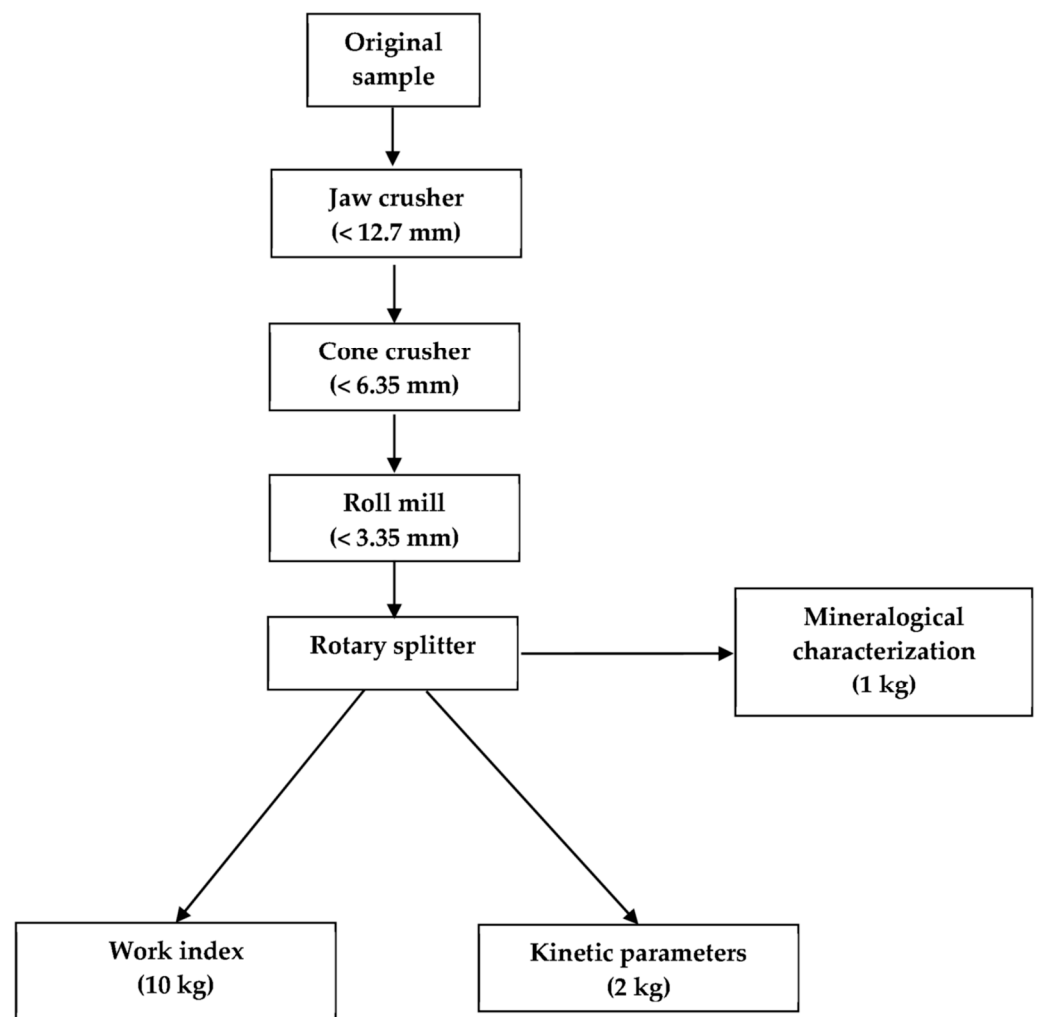 Original
sample
Jaw crusher
(< 12.7 mm)
Cone crusher
(< 6.35 mm)
Roll mill
(< 3.35 mm)
Rotary splitter
Mineralogical
characterization
(1 kg)
Work index
(10 kg)
Kinetic parameters
(2 kg)